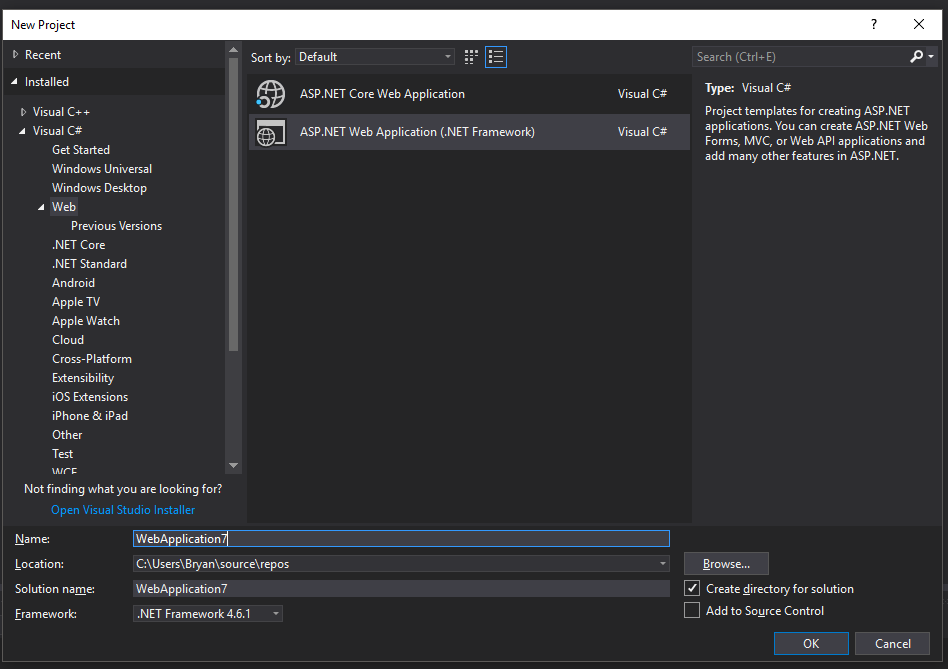 New Project
?
Recent
Installed
Visual C++
Visual C#
Get Started
Windows Universal
Windows Desktop
Web
Previous Versions
.NET Core
.NET Standard
Android
Apple TV
Apple Watch
Cloud
Cross-Platform
Extensibility
iOS Extensions
iPhone & iPad
Other
Test
WCF
Not finding what you are looking for?
Open Visual Studio Installer
Sort by: Default
ASP.NET Core Web Application Visual C#
ASP.NET Web Application (.NET Framework) Visual C#
Search (Ctrl+E)
Type: Visual C#
Project templates for creating ASP.NET
applications. You can create ASP.NET Web
Forms, MVC, or Web API applications and
add many other features in ASP.NET.
Name: WebApplication7
Location: C:\Users\Bryan\source\repos
Browse...
Solution name: WebApplication7
Create directory for solution
Framework: .NET Framework 4.6.1
Add to Source Control
OK Cancel